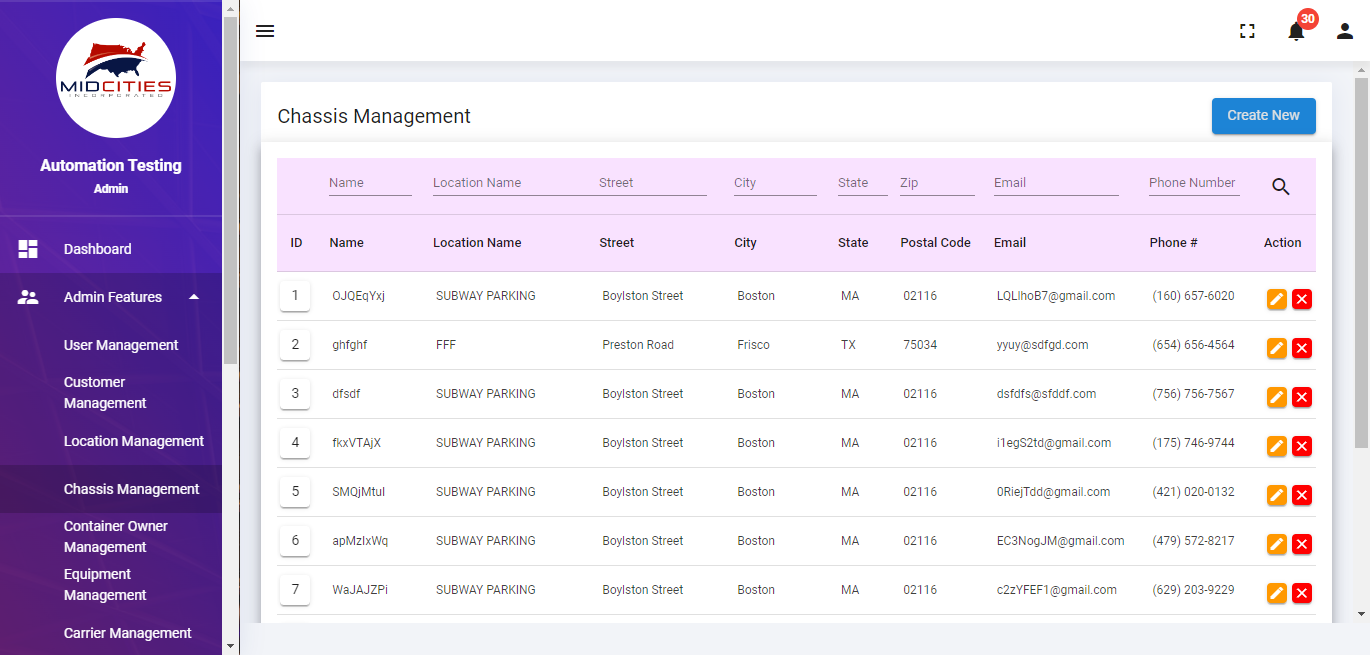 MIDCITIES
INCORPORATED
Automation Testing
Admin
Dashboard
Admin Features
User Management
Customer
Management
Location Management
Chassis Management
Container Owner
Management
Equipment
Management
Carrier Management
30
Chassis Management
Create New
Name Location Name Street City State Zip Email Phone Number
ID Name Location Name Street City State Postal Code Email Phone # Action
1 OJQEqYxj SUBWAY PARKING Boylston Street Boston MA 02116 LQLlhoB7@gmail.com (160) 657-6020
2 ghfghf FFF Preston Road Frisco TX 75034 yyuy@sdfgd.com (654) 656-4564
3 dfsdf SUBWAY PARKING Boylston Street Boston MA 02116 dsfdfs@sfddf.com (756) 756-7567
4 fkxVTAjX SUBWAY PARKING Boylston Street Boston MA 02116 i1egS2td@gmail.com (175) 746-9744
5 SMQjMtul SUBWAY PARKING Boylston Street Boston MA 02116 0RiejTdd@gmail.com (421) 020-0132
6 apMzIxWq SUBWAY PARKING Boylston Street Boston MA 02116 EC3NogJM@gmail.com (479) 572-8217
7 WaJAJZPi SUBWAY PARKING Boylston Street Boston MA 02116 c2zYFEF1@gmail.com (629) 203-9229